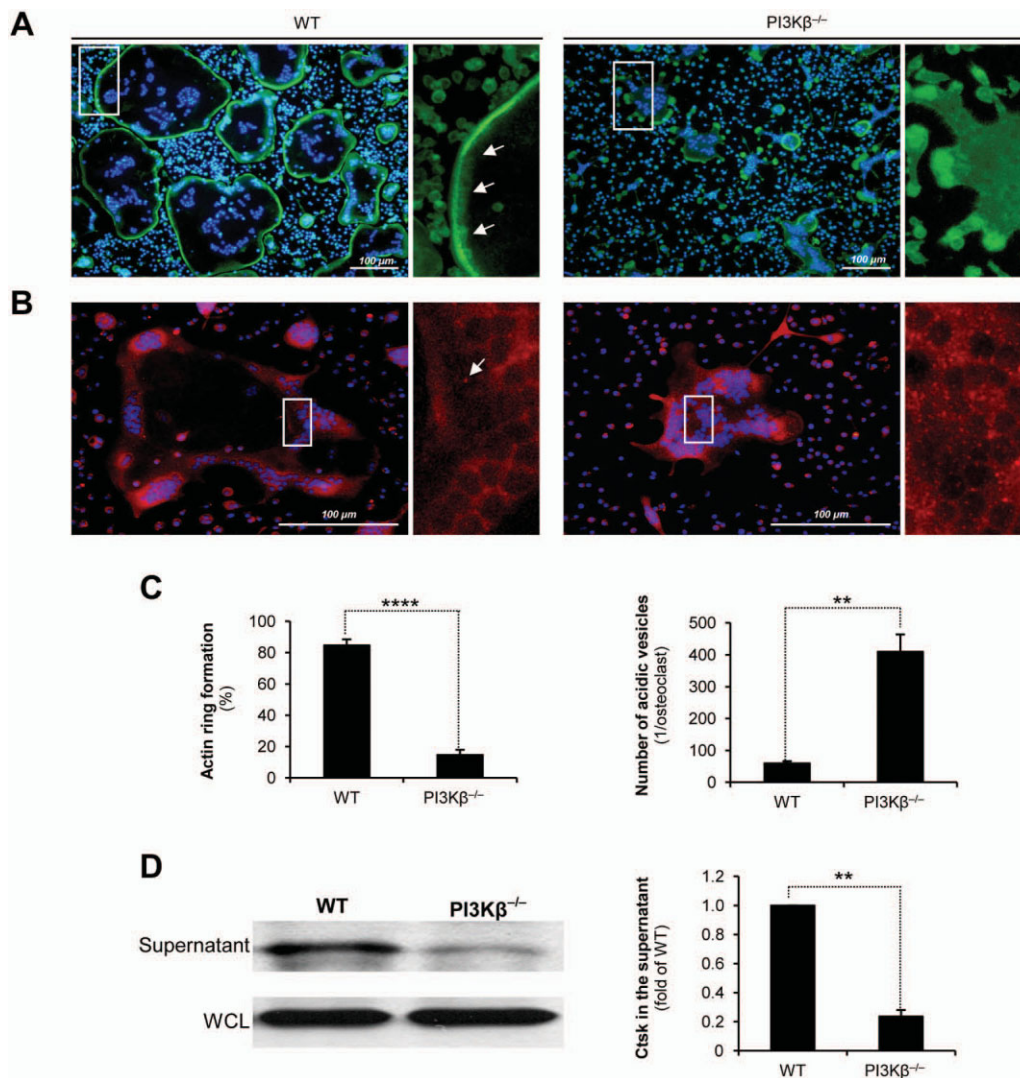 A
WT
PI3Kβ–/–
100 µm
100 µm
B
100 µm
100 µm
C
Actin ring formation
(%)
100
80
60
40
20
0
****
WT
PI3Kβ–/–
Number of acidic vesicles
(1/osteoclast)
500
400
300
200
100
0
**
WT
PI3Kβ–/–
D
WT
PI3Kβ–/–
Supernatant
WCL
Ctsk in the supernatant
(fold of WT)
1.2
1.0
0.8
0.6
0.4
0.2
0
**
WT
PI3Kβ–/–